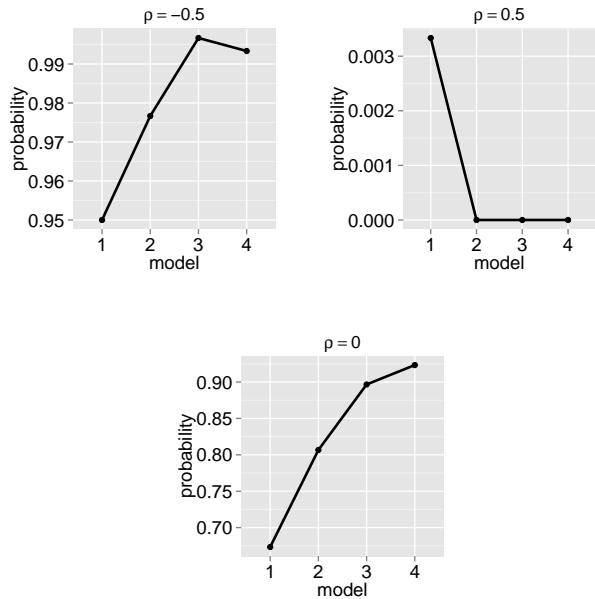 ρ = −0.5
probability
0.99
0.98
0.97
0.96
0.95
1 2 3 4
model
ρ = 0.5
probability
0.003
0.002
0.001
0.000
1 2 3 4
model
ρ = 0
probability
0.90
0.85
0.80
0.75
0.70
1 2 3 4
model